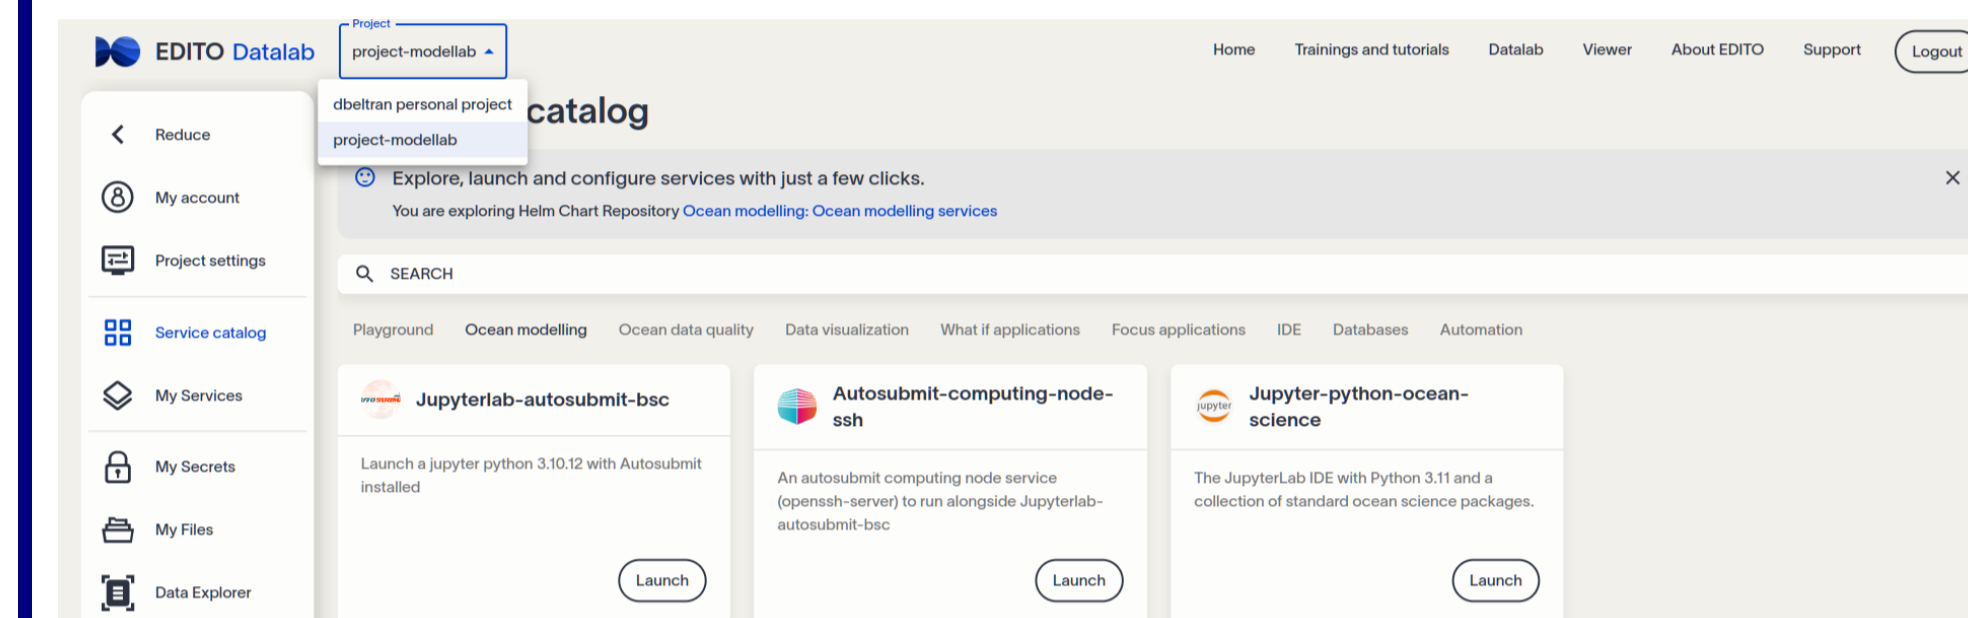 EDITO Datalab
Project
project-modellab
Home Trainings and tutorials Datalab Viewer About EDITO Support Logout
dbeltran personal project
project-modellab
catalog
Reduce
My account
Project settings
Service catalog
My Services
My Secrets
My Files
Data Explorer
Explore, launch and configure services with just a few clicks.
You are exploring Helm Chart Repository Ocean modelling: Ocean modelling services
SEARCH
Playground Ocean modelling Ocean data quality Data visualization What if applications Focus applications IDE Databases Automation
Jupyterlab-autosubmit-bsc
Launch a jupyter python 3.10.12 with Autosubmit
installed
Launch
Autosubmit-computing-node-
ssh
An autosubmit computing node service
(openssh-server) to run alongside Jupyterlab-
autosubmit-bsc
Launch
jupyter
Jupyter-python-ocean-
science
The JupyterLab IDE with Python 3.11 and a
collection of standard ocean science packages.
Launch